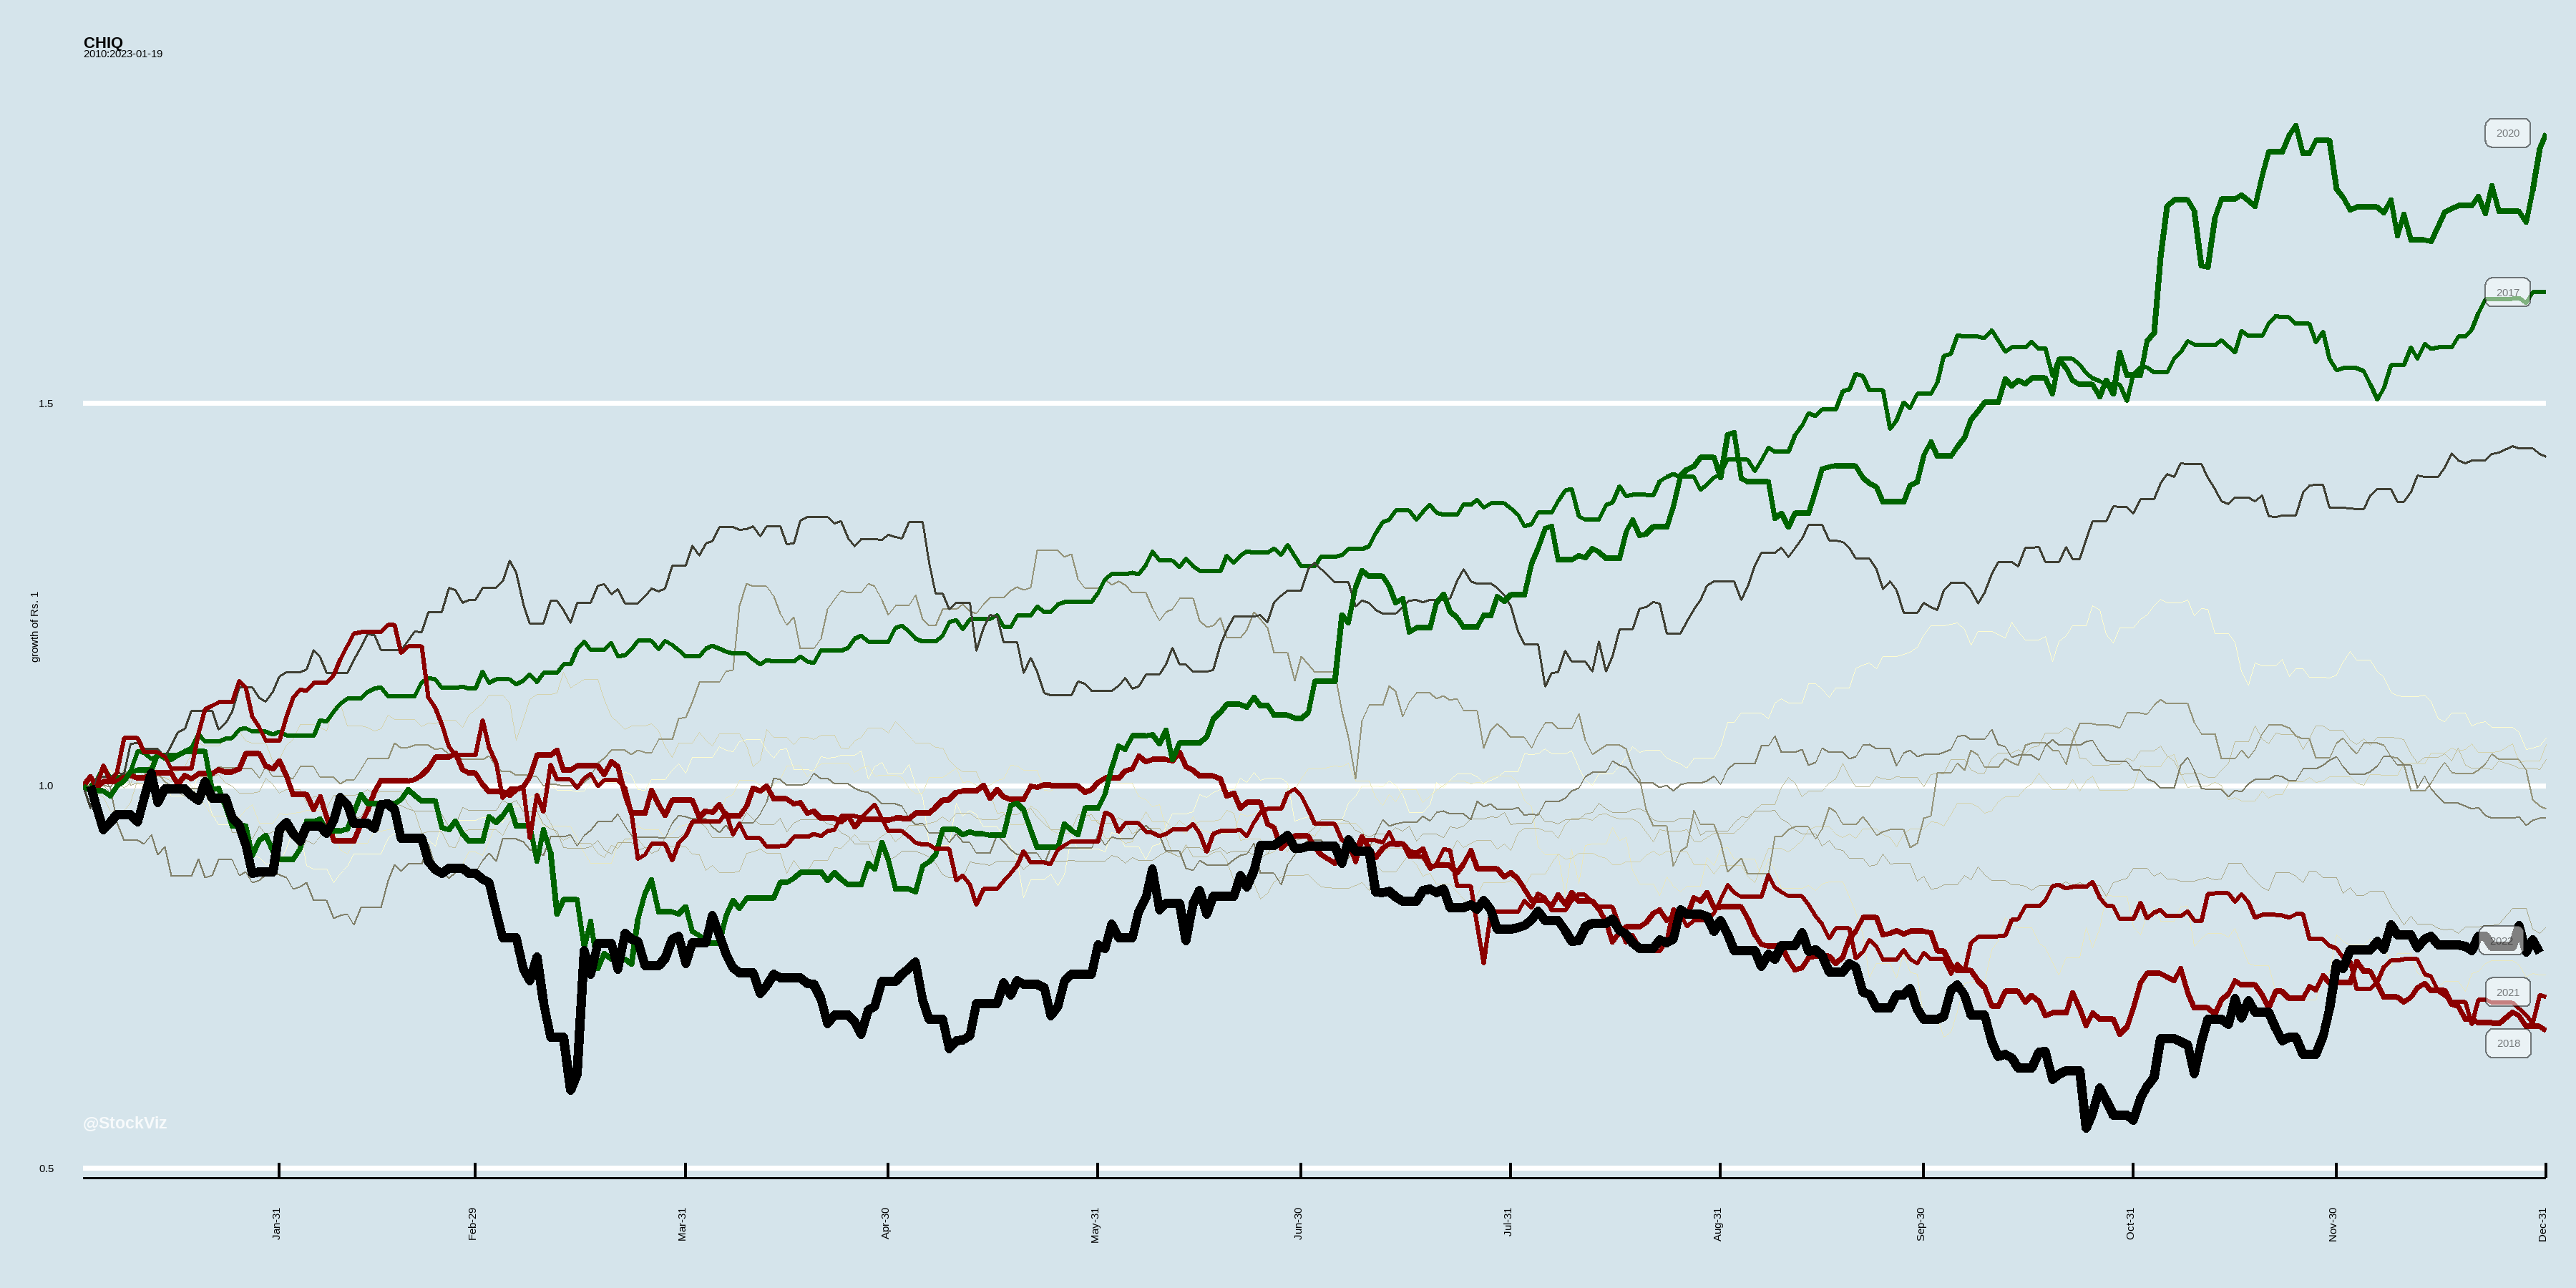 CHIQ
2010:2023-01-19
2020
2017
1.5
growth of Rs. 1
1.0
2022
2021
2018
@StockViz
0.5
Jan-31
Feb-29
Mar-31
Apr-30
May-31
Jun-30
Jul-31
Aug-31
Sep-30
Oct-31
Nov-30
Dec-31